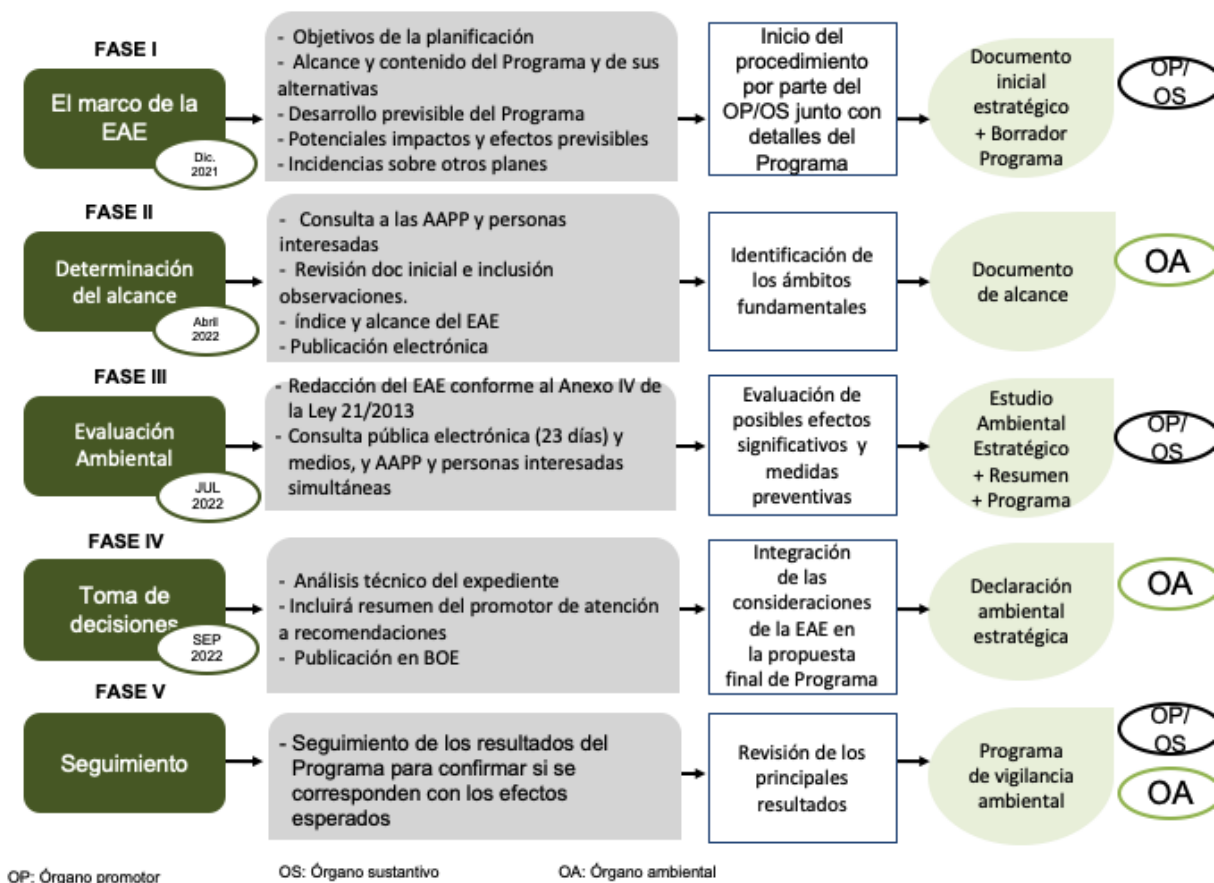 FASE I
El marco de la
EAE
Dic.
2021
- Objetivos de la planificación
- Alcance y contenido del Programa y de sus
alternativas
- Desarrollo previsible del Programa
- Potenciales impactos y efectos previsibles
- Incidencias sobre otros planes
Inicio del
procedimiento
por parte del
OP/OS junto con
detalles del
Programa
Documento
inicial
estratégico
+ Borrador
Programa
OP/
OS
FASE II
Determinación
del alcance
Abril
2022
- Consulta a las AAPP y personas
interesadas
- Revisión doc inicial e inclusión
observaciones.
- índice y alcance del EAE
- Publicación electrónica
Identificación de
los ámbitos
fundamentales
Documento
de alcance
OA
FASE III
Evaluación
Ambiental
JUL
2022
- Redacción del EAE conforme al Anexo IV de
la Ley 21/2013
- Consulta pública electrónica (23 días) y
medios, y AAPP y personas interesadas
simultáneas
Evaluación de
posibles efectos
significativos y
medidas
preventivas
Estudio
Ambiental
Estratégico
+ Resumen
+ Programa
OP/
OS
FASE IV
Toma de
decisiones
SEP
2022
- Análisis técnico del expediente
- Incluirá resumen del promotor de atención
a recomendaciones
- Publicación en BOE
Integración
de las
consideraciones
de la EAE en
la propuesta
final de Programa
Declaración
ambiental
estratégica
OA
FASE V
Seguimiento
- Seguimiento de los resultados del
Programa para confirmar si se
corresponden con los efectos
esperados
Revisión de los
principales
resultados
Programa
de vigilancia
ambiental
OP/
OS
OA
OP: Órgano promotor
OS: Órgano sustantivo
OA: Órgano ambiental